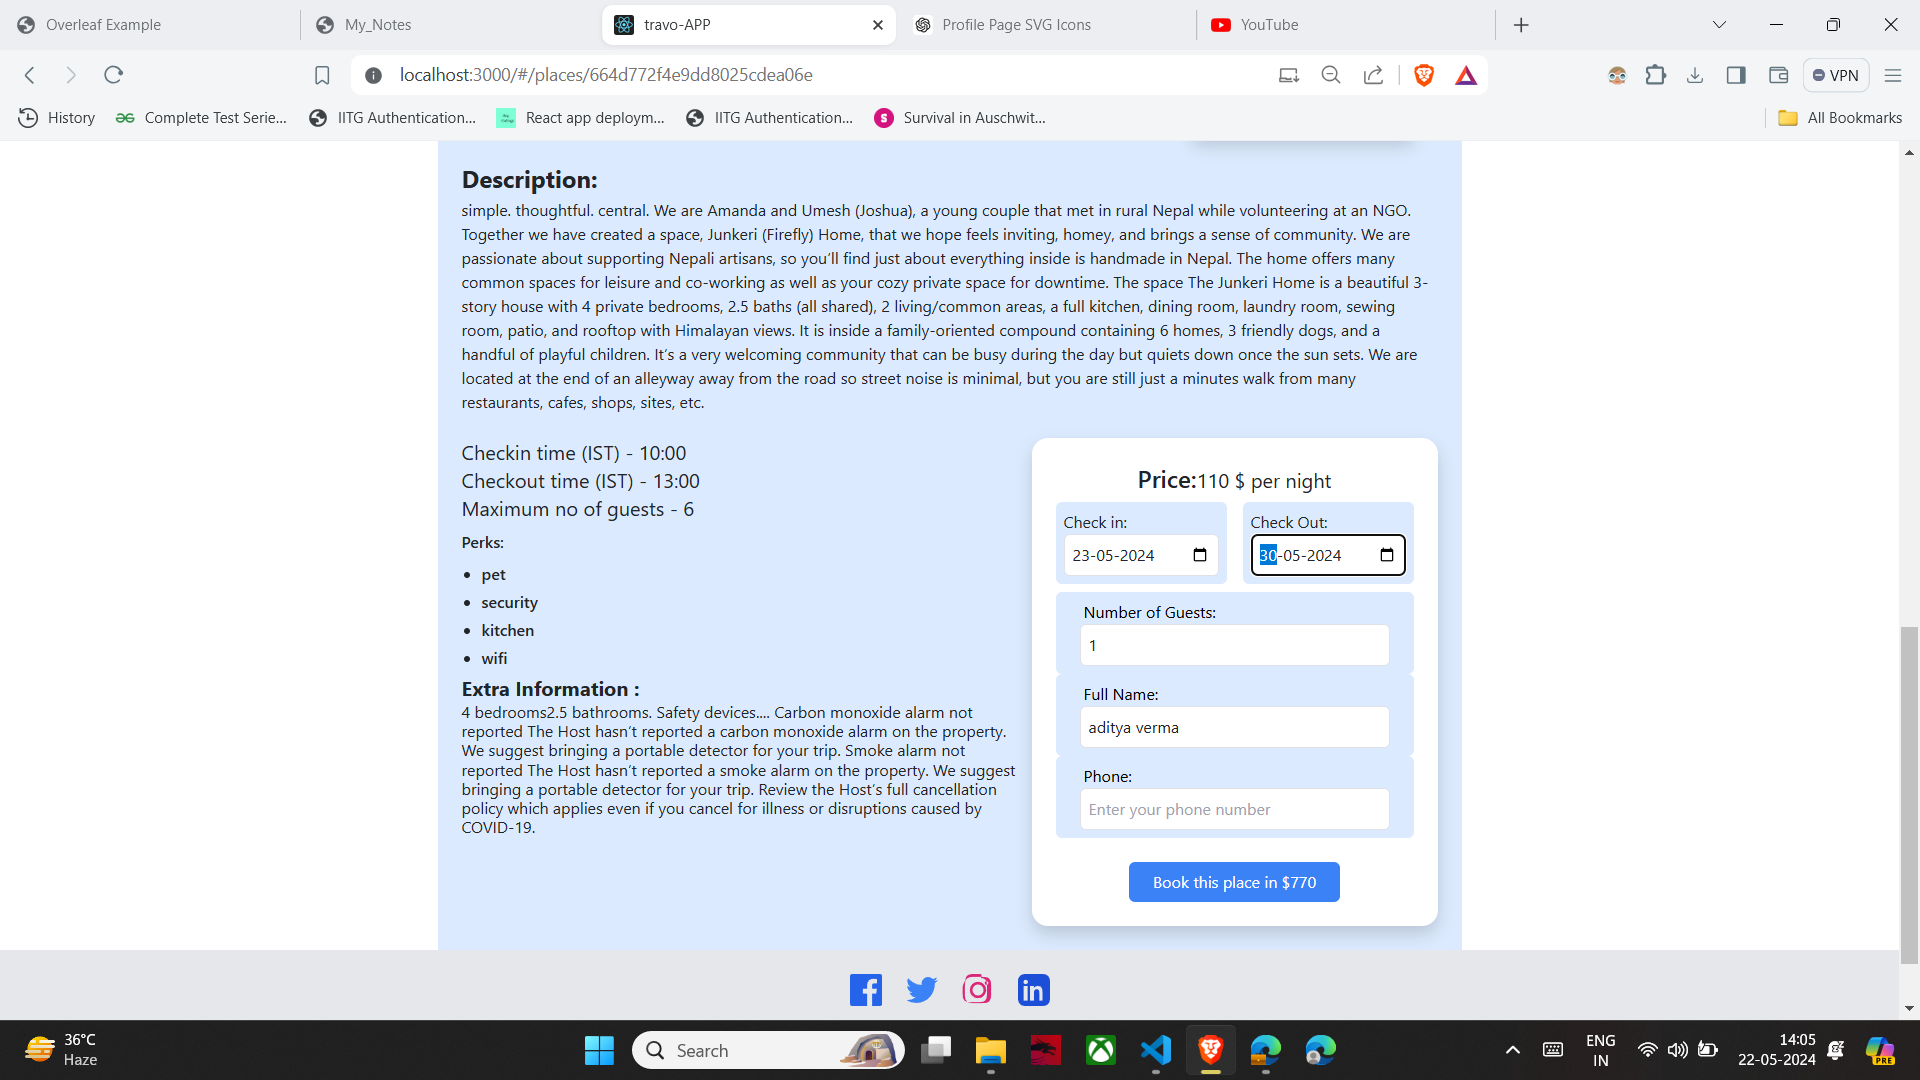 Overleaf Example
My_Notes
travo-APP
Profile Page SVG Icons
YouTube
localhost:3000/#/places/664d772f4e9dd8025cdea06e
VPN
History
Complete Test Serie...
IITG Authentication...
React app deploym...
IITG Authentication...
S
Survival in Auschwit...
All Bookmarks
Description:
simple. thoughtful. central. We are Amanda and Umesh (Joshua), a young couple that met in rural Nepal while volunteering at an NGO.
Together we have created a space, Junkeri (Firefly) Home, that we hope feels inviting, homey, and brings a sense of community. We are
passionate about supporting Nepali artisans, so you’ll find just about everything inside is handmade in Nepal. The home offers many
common spaces for leisure and co-working as well as your cozy private space for downtime. The space The Junkeri Home is a beautiful 3-
story house with 4 private bedrooms, 2.5 baths (all shared), 2 living/common areas, a full kitchen, dining room, laundry room, sewing
room, patio, and rooftop with Himalayan views. It is inside a family-oriented compound containing 6 homes, 3 friendly dogs, and a
handful of playful children. It’s a very welcoming community that can be busy during the day but quiets down once the sun sets. We are
located at the end of an alleyway away from the road so street noise is minimal, but you are still just a minutes walk from many
restaurants, cafes, shops, sites, etc.
Checkin time (IST) - 10:00
Checkout time (IST) - 13:00
Maximum no of guests - 6
Perks:
pet
security
kitchen
wifi
Extra Information :
4 bedrooms2.5 bathrooms. Safety devices.... Carbon monoxide alarm not
reported The Host hasn’t reported a carbon monoxide alarm on the property.
We suggest bringing a portable detector for your trip. Smoke alarm not
reported The Host hasn’t reported a smoke alarm on the property. We suggest
bringing a portable detector for your trip. Review the Host’s full cancellation
policy which applies even if you cancel for illness or disruptions caused by
COVID-19.
Price:110 $ per night
Check in:
23-05-2024
Check Out:
30-05-2024
Number of Guests:
1
Full Name:
aditya verma
Phone:
Enter your phone number
Book this place in $770
36°C
Haze
Search
ENG
IN
14:05
22-05-2024
PRE